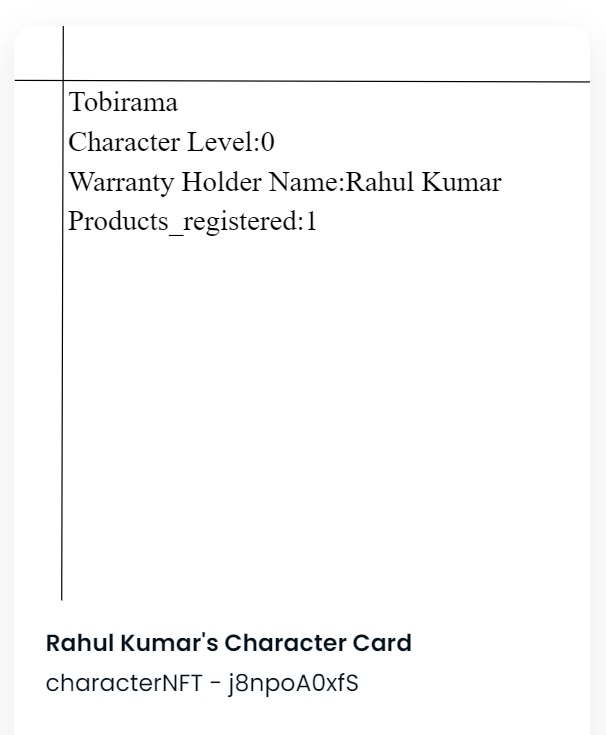 Tobirama
Character Level:0
Warranty Holder Name:Rahul Kumar
Products_registered:1
Rahul Kumar's Character Card
characterNFT - j8npoA0xfS